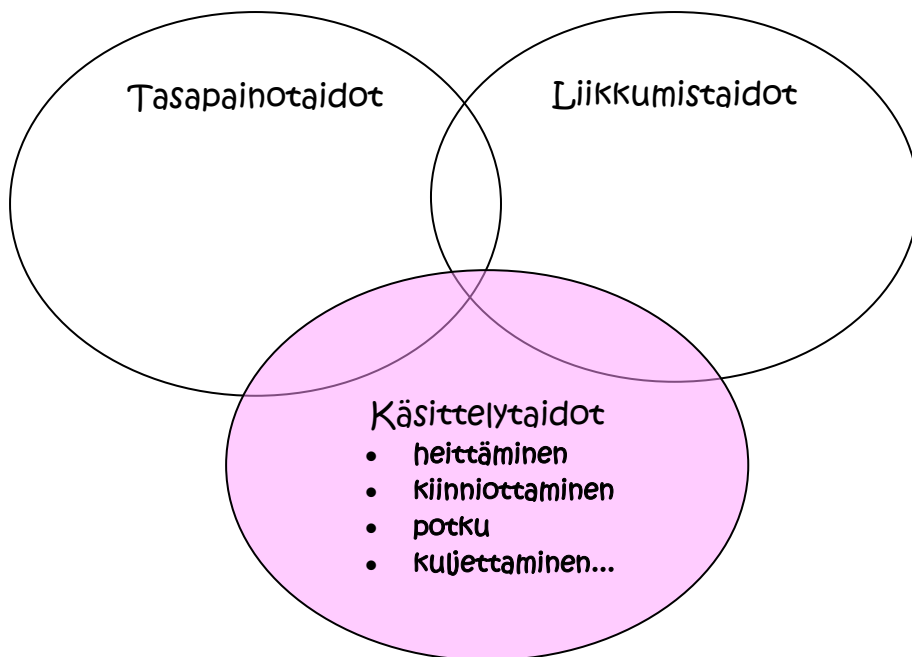 Tasapainotaidot
Liikkumistaidot
Käsittelytaidot
• heittäminen
• kiinniottaminen
• potku
• kuljettaminen...